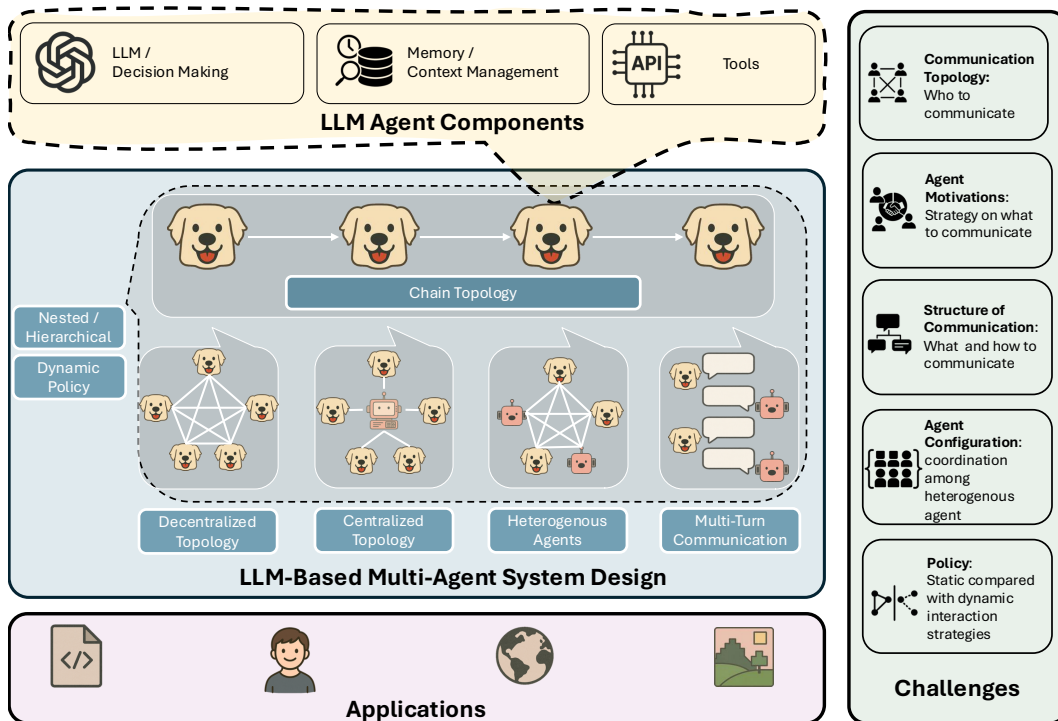 LLM /
Decision Making
Memory /
Context Management
API
Tools
LLM Agent Components
Chain Topology
Nested /
Hierarchical
Dynamic
Policy
Decentralized
Topology
Centralized
Topology
Heterogenous
Agents
Multi-Turn
Communication
LLM-Based Multi-Agent System Design
</>
Applications
Communication
Topology:
Who to
communicate
Agent
Motivations:
Strategy on what
to communicate
Structure of
Communication:
What and how to
communicate
Agent
Configuration:
coordination
among
heterogenous
agent
Policy:
Static compared
with dynamic
interaction
strategies
Challenges